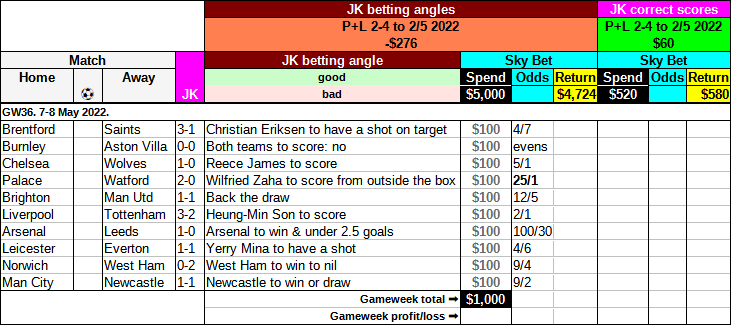 JK betting angles JK correct scores
P+L 2-4 to 2/5 2022 P+L 2-4 to 2/5 2022
-$276 $60
Match JK betting angle Sky Bet Sky Bet
Home Away JK good Spend Odds Return Spend Odds Return
bad $5,000 $4,724 $520 $580
GW36. 7-8 May 2022.
Brentford Saints 3-1 Christian Eriksen to have a shot on target $100 4/7
Burnley Aston Villa 0-0 Both teams to score: no $100 evens
Chelsea Wolves 1-0 Reece James to score $100 5/1
Palace Watford 2-0 Wilfried Zaha to score from outside the box $100 25/1
Brighton Man Utd 1-1 Back the draw $100 12/5
Liverpool Tottenham 3-2 Heung-Min Son to score $100 2/1
Arsenal Leeds 1-0 Arsenal to win & under 2.5 goals $100 100/30
Leicester Everton 1-1 Yerry Mina to have a shot $100 4/6
Norwich West Ham 0-2 West Ham to win to nil $100 9/4
Man City Newcastle 1-1 Newcastle to win or draw $100 9/2
Gameweek total ➡ $1,000
Gameweek profit/loss ➡